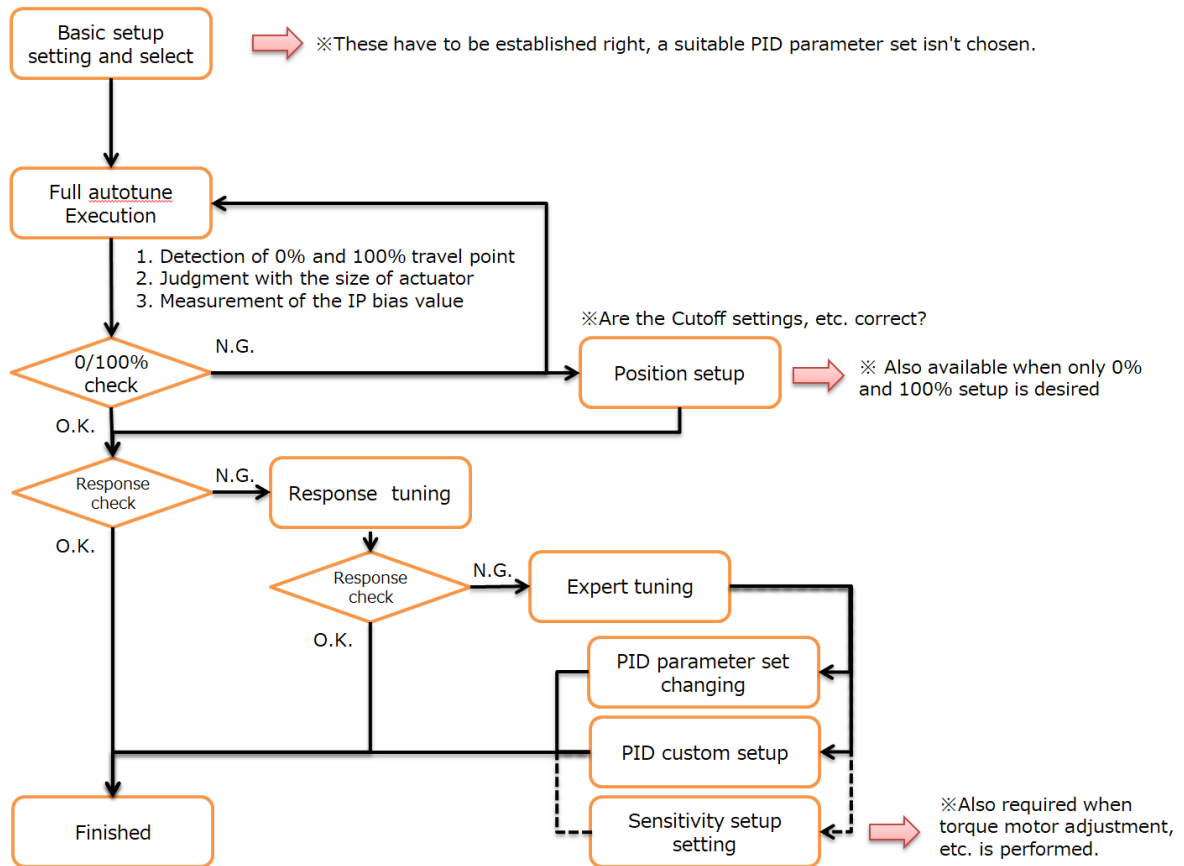 Basic setup
setting and select
※These have to be established right, a suitable PID parameter set isn't chosen.
Full autotune
Execution
1. Detection of 0% and 100% travel point
2. Judgment with the size of actuator
3. Measurement of the IP bias value
※Are the Cutoff settings, etc. correct?
0/100%
check
N.G.
Position setup
※ Also available when only 0%
and 100% setup is desired
O.K.
Response
check
N.G.
Response tuning
O.K.
Response
check
N.G.
Expert tuning
O.K.
PID parameter set
changing
PID custom setup
Finished
Sensitivity setup
setting
※Also required when
torque motor adjustment,
etc. is performed.